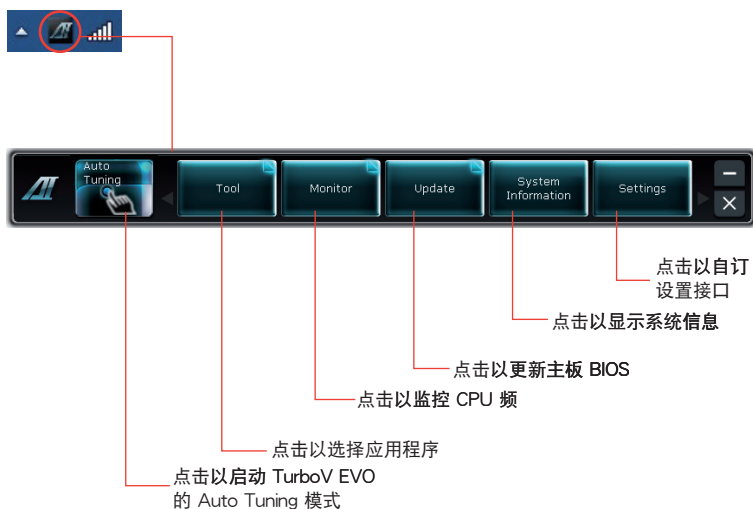 Auto
Tuning
Tool
Monitor
Update
System
Information
Settings
点击以自订
设置接口
点击以显示系统信息
点击以更新主板 BIOS
点击以监控 CPU 频
点击以选择应用程序
点击以启动 TurboV EVO
的 Auto Tuning 模式